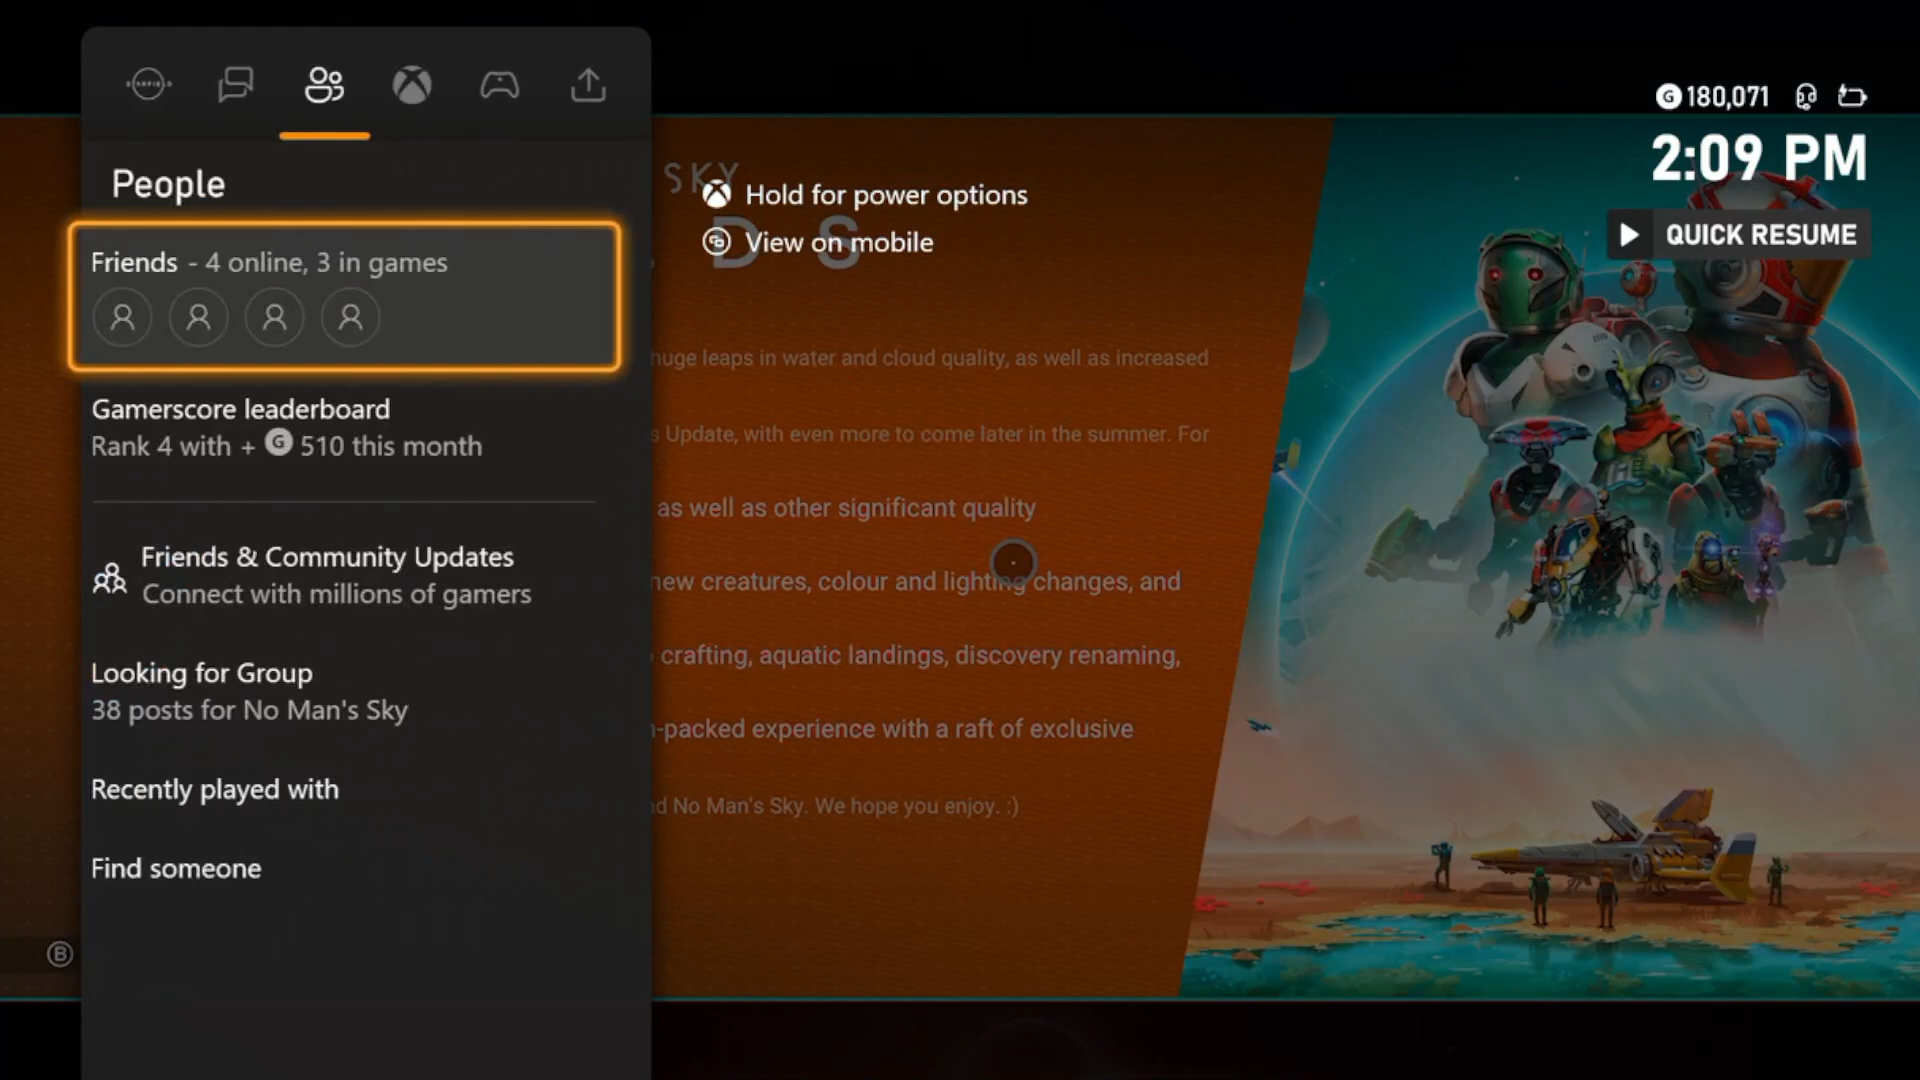 People
Friends - 4 online, 3 in games
Gamerscore leaderboard
Rank 4 with + G 510 this month
Friends & Community Updates
Connect with millions of gamers
Looking for Group
38 posts for No Man's Sky
Recently played with
Find someone
B
SKY
D S
Hold for power options
View on mobile
huge leaps in water and cloud quality, as well as increased
s Update, with even more to come later in the summer. For
as well as other significant quality
new creatures, colour and lighting changes, and
crafting, aquatic landings, discovery renaming,
-packed experience with a raft of exclusive
nd No Man's Sky. We hope you enjoy. :)
G 180,071
2:09 PM
QUICK RESUME